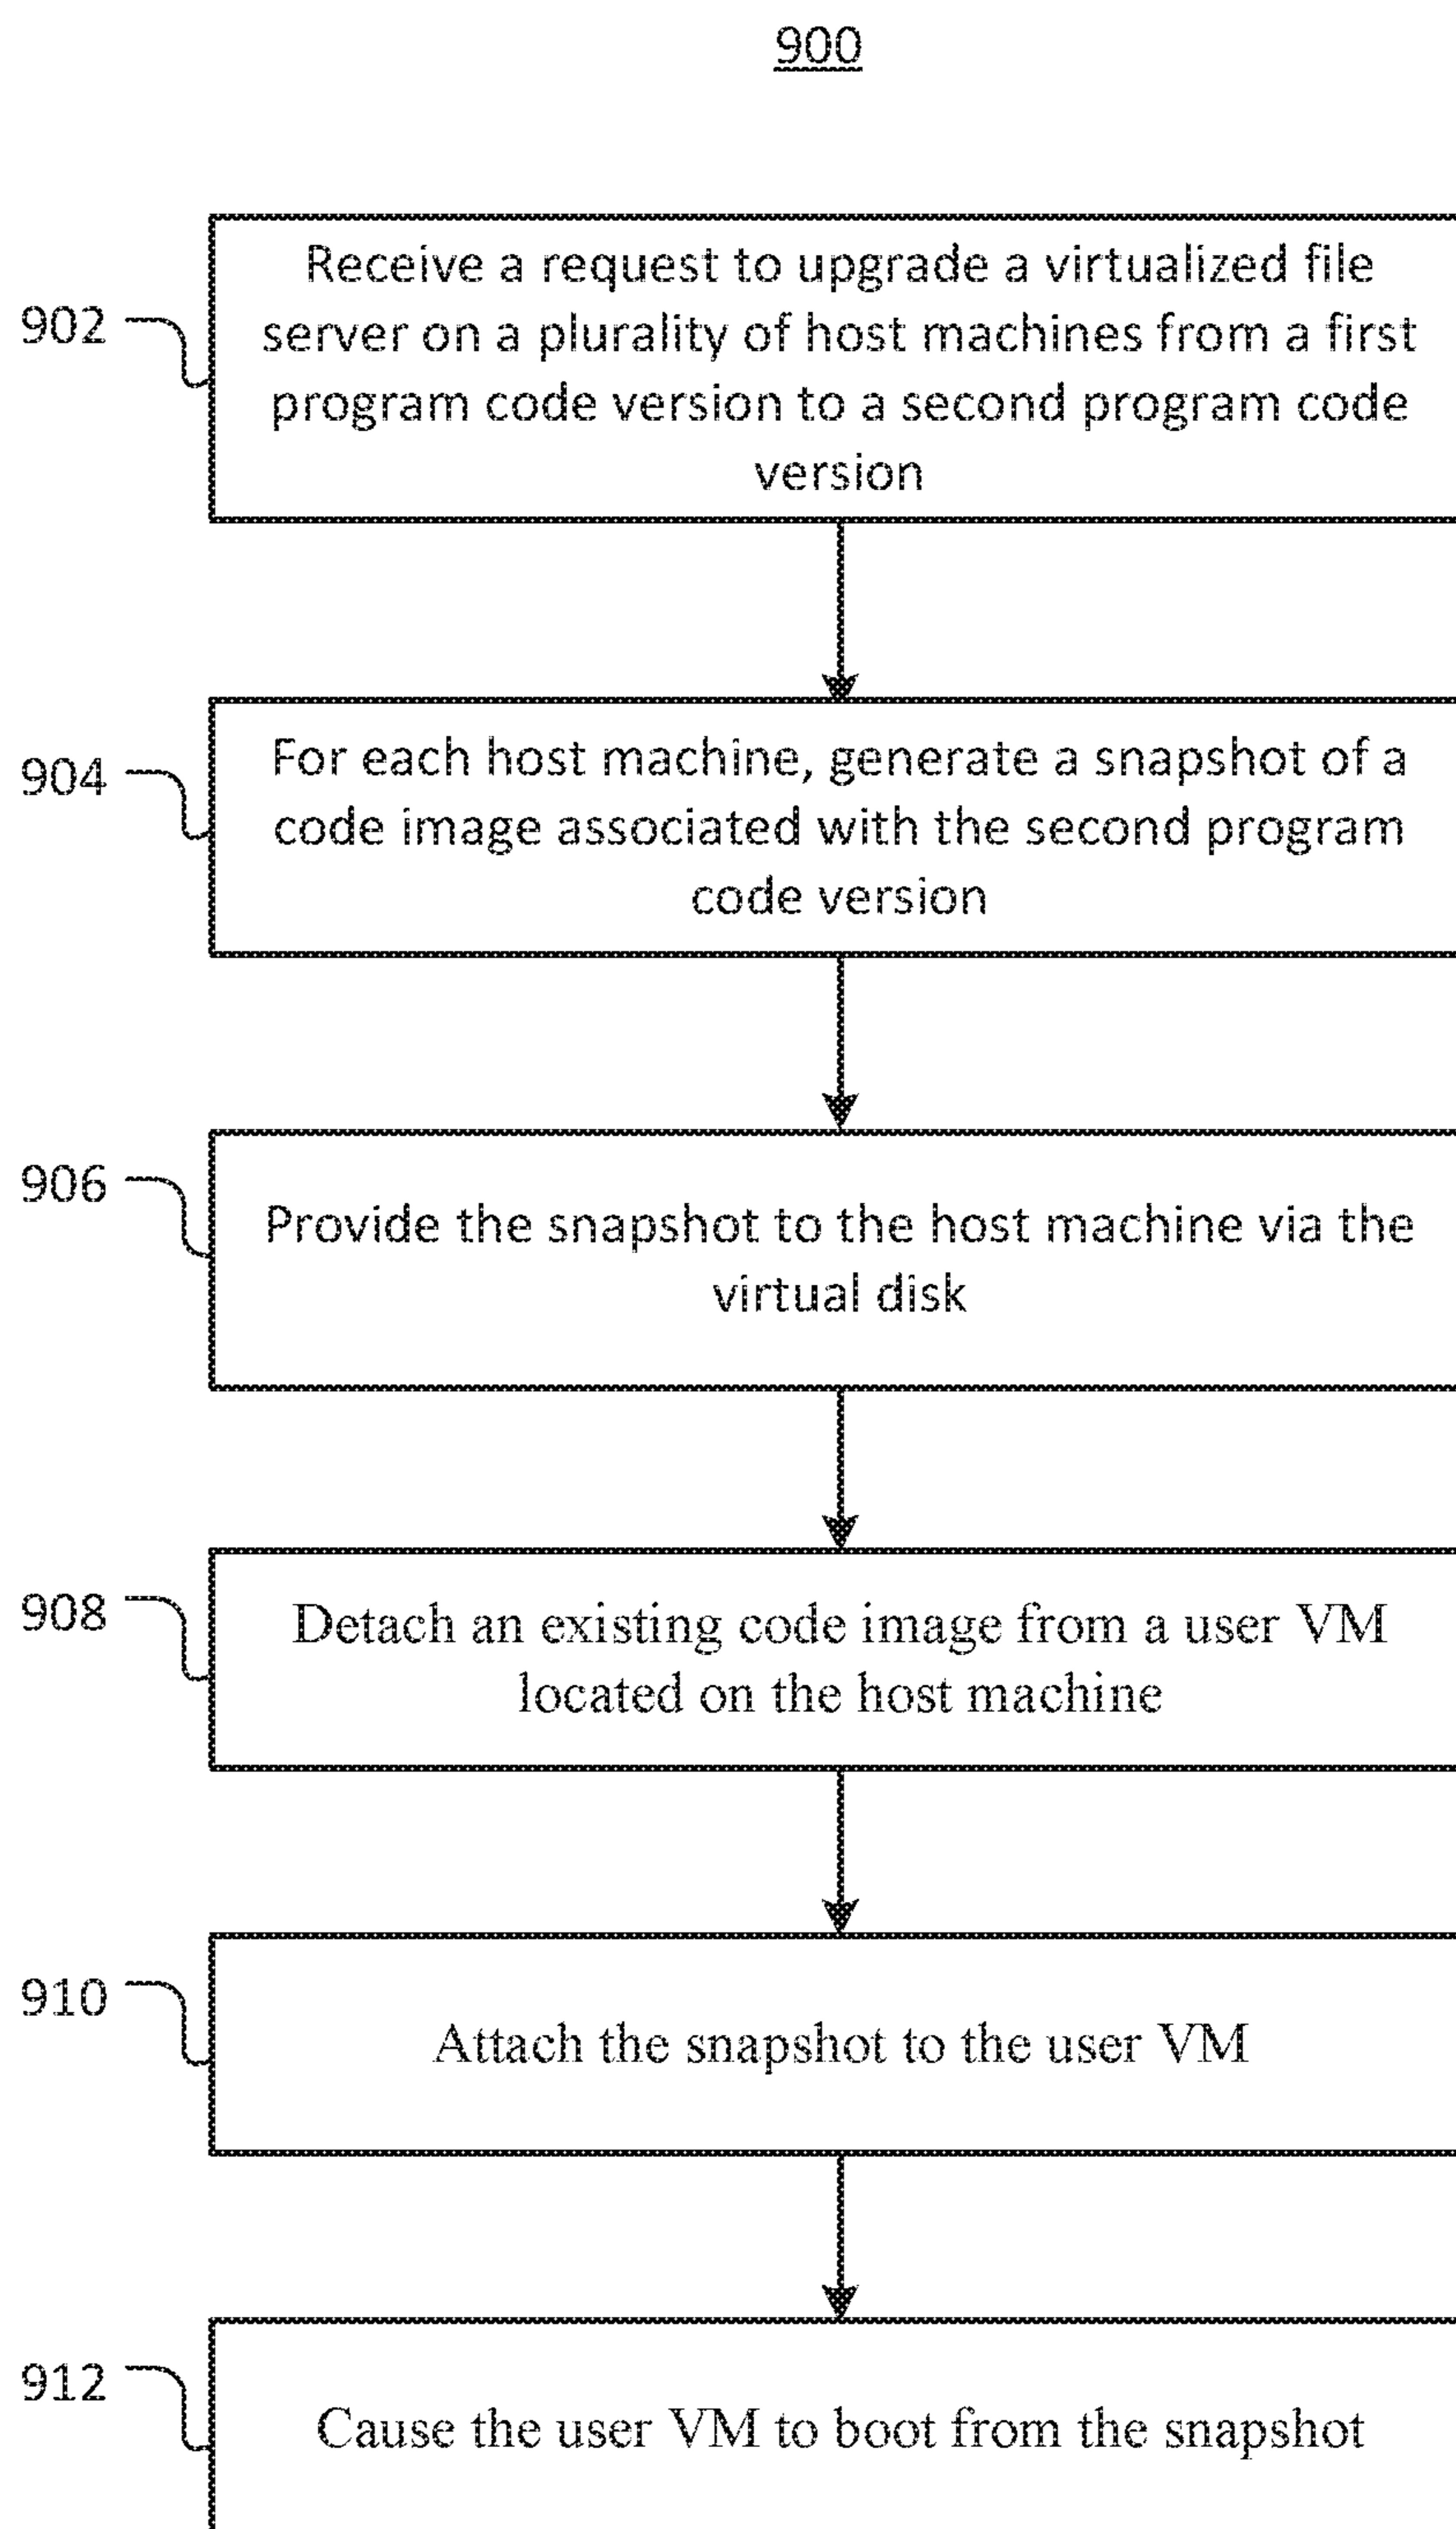 900
902
Receive a request to upgrade a virtualized file
server on a plurality of host machines from a first
program code version to a second program code
version
904
For each host machine, generate a snapshot of a
code image associated with the second program
code version
906
Provide the snapshot to the host machine via the
virtual disk
908
Detach an existing code image from a user VM
located on the host machine
910
Attach the snapshot to the user VM
912
Cause the user VM to boot from the snapshot